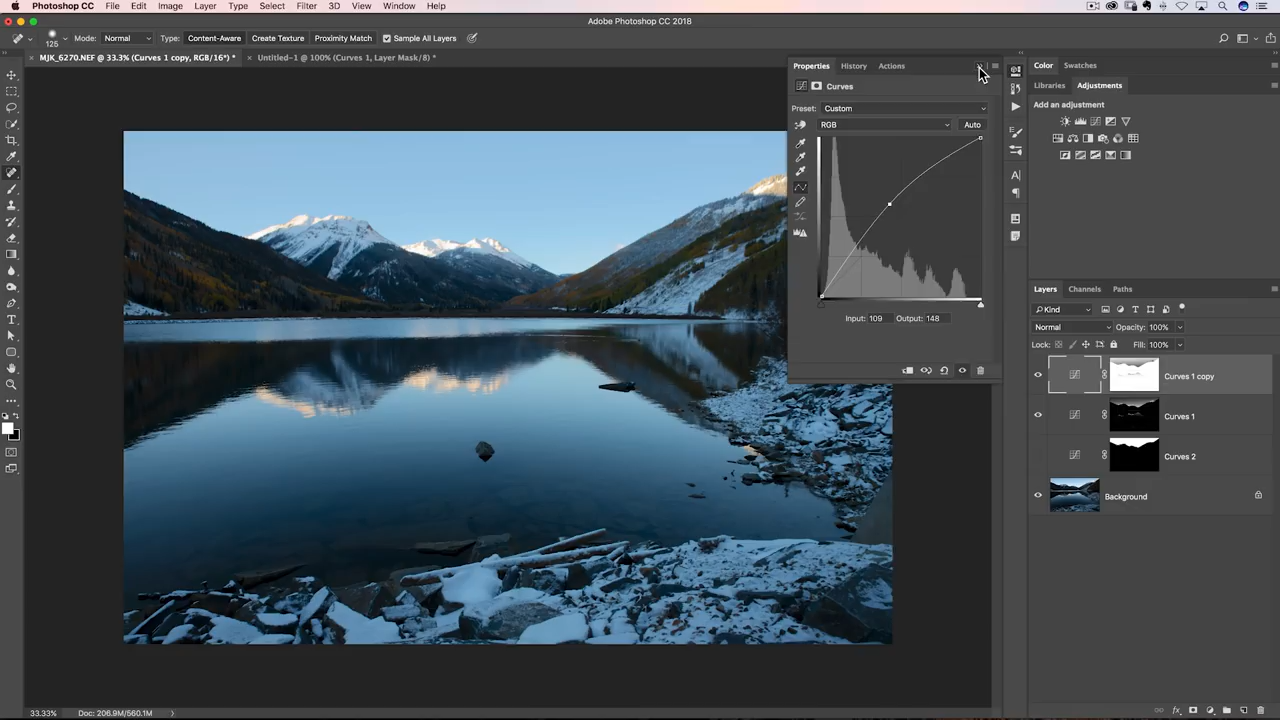 Photoshop CC File Edit Image Layer Type Select Filter 3D View Window Help
Adobe Photoshop CC 2018
125 Mode: Normal Type: Content-Aware Create Texture Proximity Match Sample All Layers
× MJK_6270.NEF @ 33.3% (Curves 1 copy, RGB/16*) * × Untitled-1 @ 100% (Curves 1, Layer Mask/8) *
Properties History Actions
Curves
Preset: Custom
RGB Auto
Input: 109 Output: 148
Color Swatches
Libraries Adjustments
Add an adjustment
Layers Channels Paths
Kind
Normal Opacity: 100%
Lock: Fill: 100%
Curves 1 copy
Curves 1
Curves 2
Background
33.33% Doc: 206.9M/560.1M